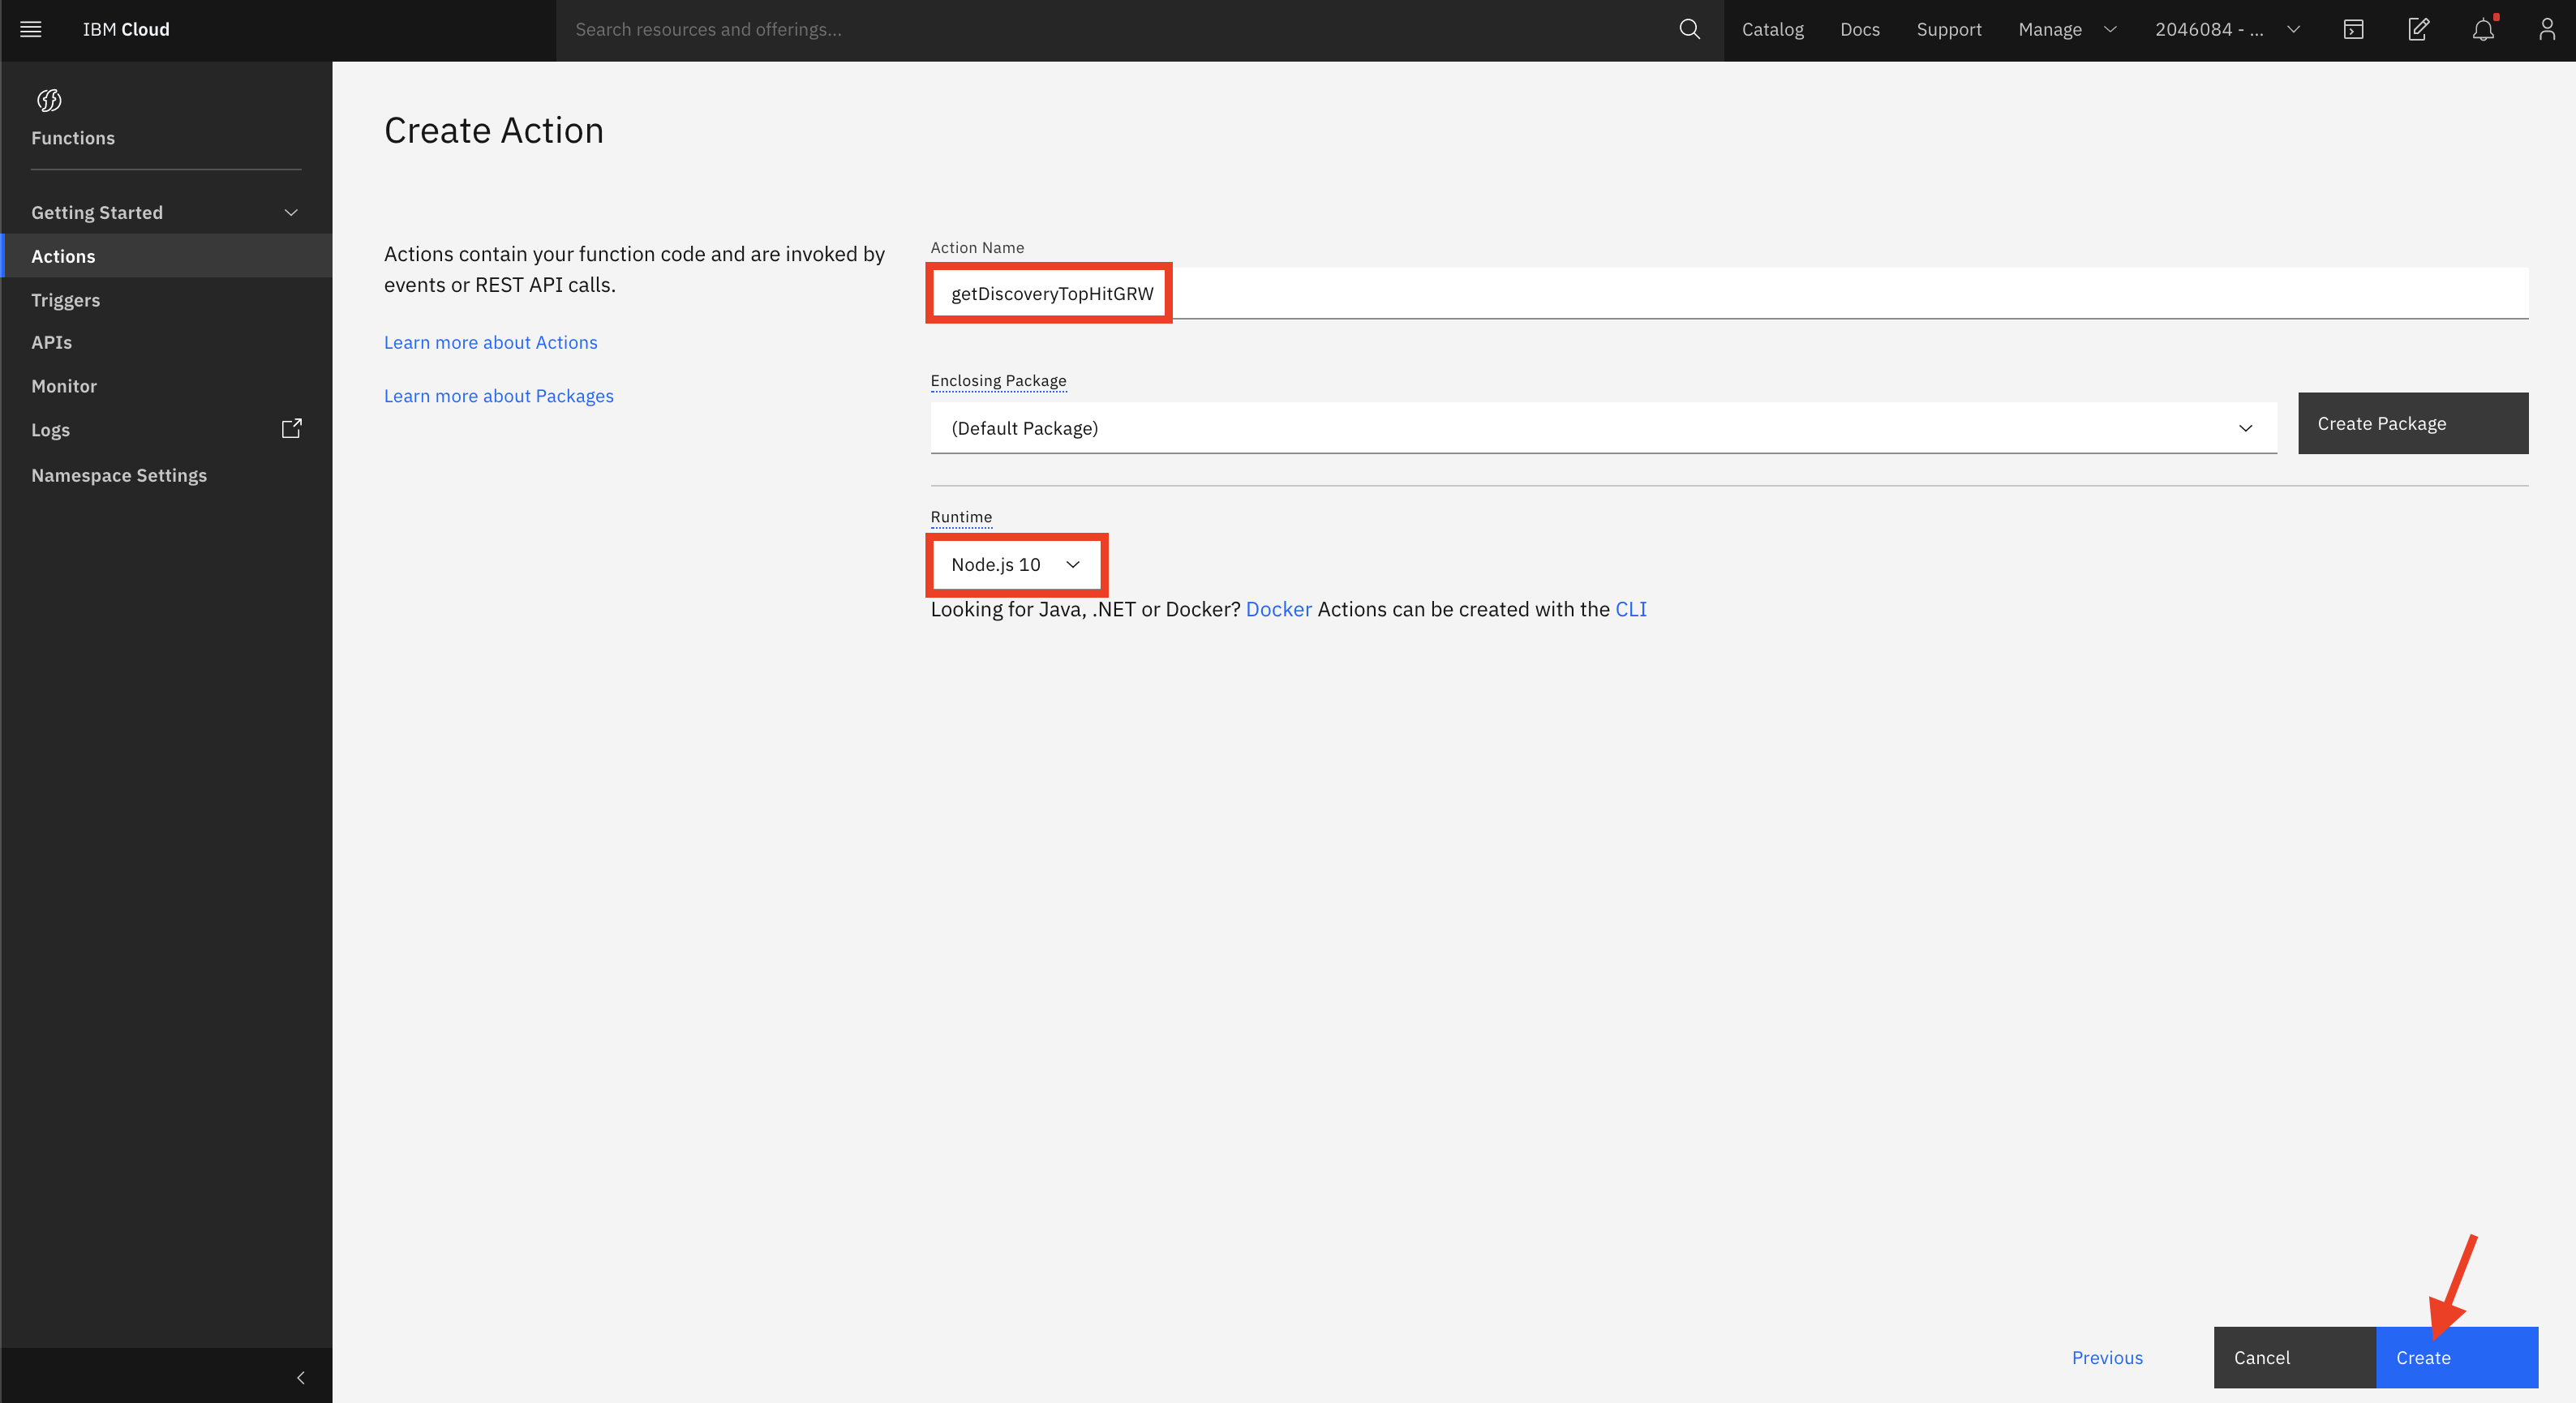 IBM Cloud
Search resources and offerings...
Catalog
Docs
Support
Manage
2046084 - ...
Functions
Getting Started
Actions
Triggers
APIs
Monitor
Logs
Namespace Settings
Create Action
Actions contain your function code and are invoked by
events or REST API calls.
Learn more about Actions
Learn more about Packages
Action Name
getDiscoveryTopHitGRW
Enclosing Package
(Default Package)
Create Package
Runtime
Node.js 10
Looking for Java, .NET or Docker? Docker Actions can be created with the CLI
Previous
Cancel
Create